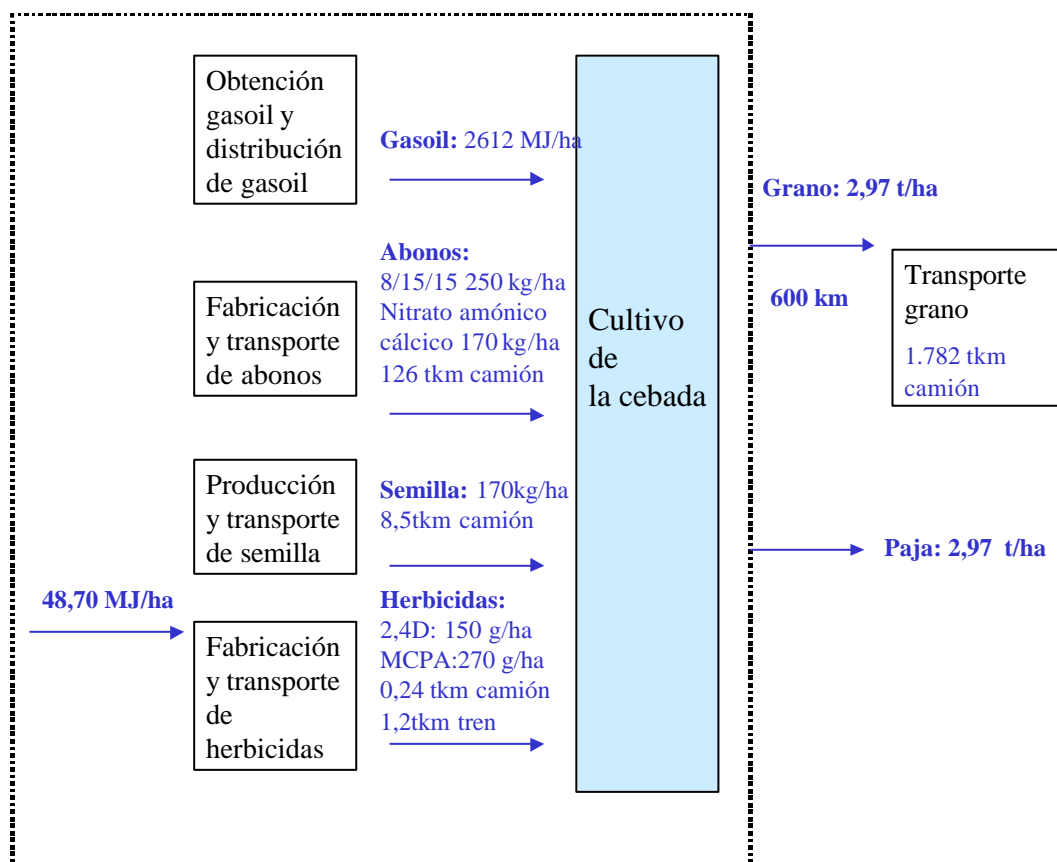 Obtención
gasoil y
distribución
de gasoil
Gasoil: 2612 MJ/ha
Abonos:
8/15/15 250 kg/ha
Nitrato amónico
cálcico 170 kg/ha
126 tkm camión
Fabricación
y transporte
de abonos
Producción
y transporte
de semilla
Semilla: 170kg/ha
8,5tkm camión
48,70 MJ/ha
Fabricación
y transporte
de
herbicidas
Herbicidas:
2,4D: 150 g/ha
MCPA:270 g/ha
0,24 tkm camión
1,2tkm tren
Cultivo
de
la cebada
Grano: 2,97 t/ha
600 km
Transporte
grano
1.782 tkm
camión
Paja: 2,97 t/ha